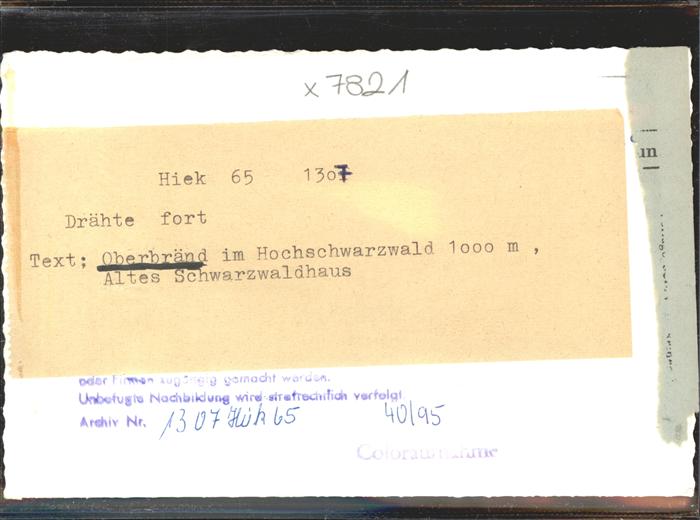 x 7821
Hiek 65 1307
Drähte fort
Text: Oberbränd im Hochschwarzwald 1000 m ,
Altes Schwarzwaldhaus
oder Firmen zugängig gemacht werden.
Unbefugte Nachbildung wird strafrechtlich verfolgt
Archiv Nr. 1307 Hiek 65 40/95
Coloraufnahme
in